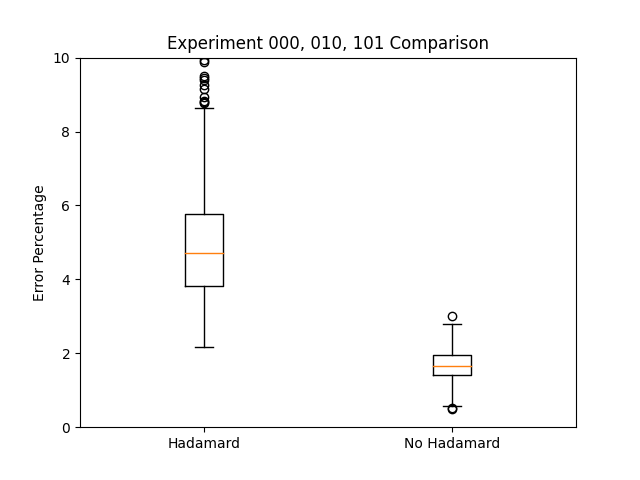 Experiment 000, 010, 101 Comparison
Error Percentage
10
8
6
4
2
0
Hadamard
No Hadamard